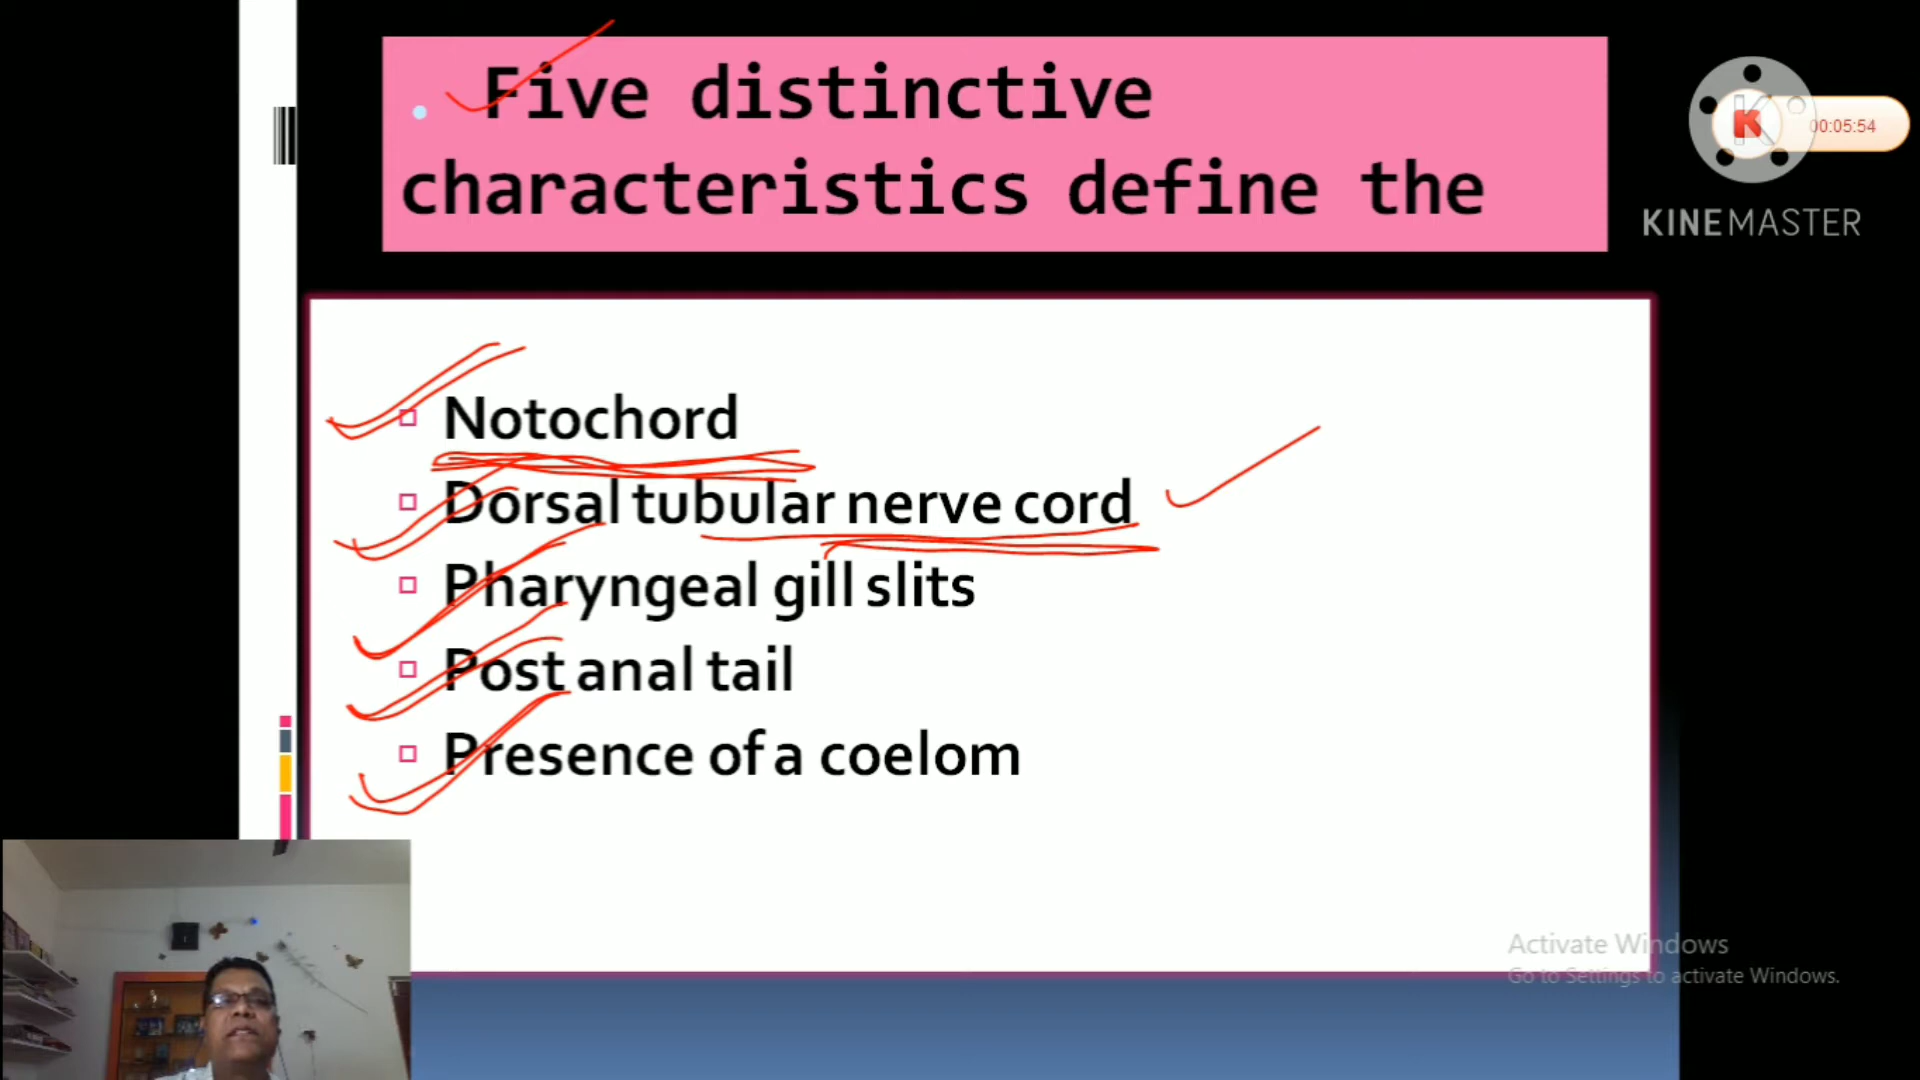 . Five distinctive
characteristics define the
K
00:05:54
KINEMASTER
Notochord
Dorsal tubular nerve cord
Pharyngeal gill slits
Post anal tail
Presence of a coelom
Activate Windows
Go to Settings to activate Windows.